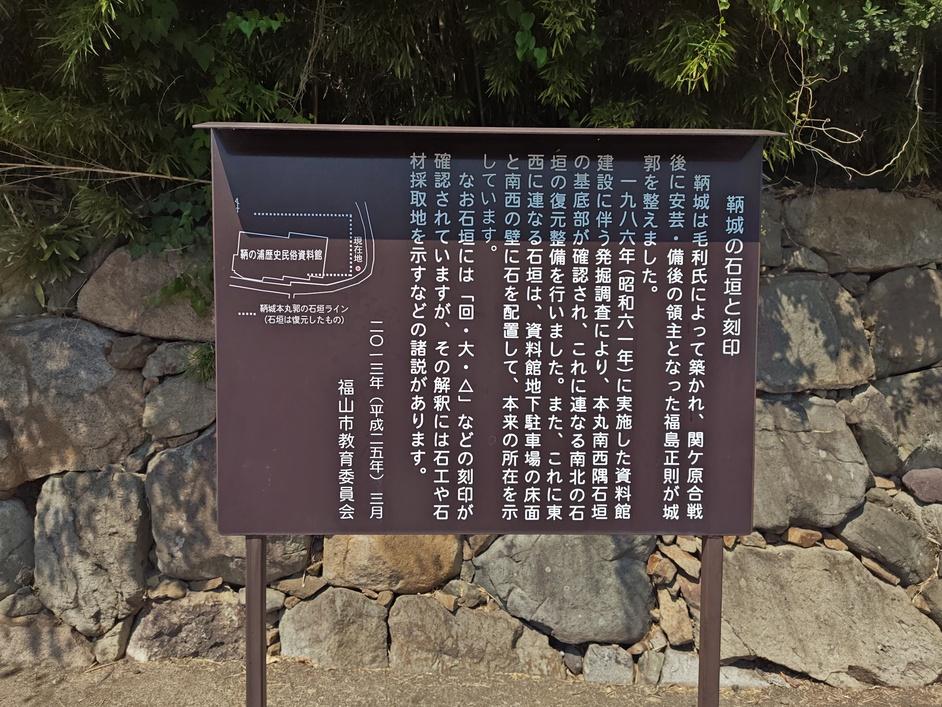 鞆城の石垣と刻印
鞆城は毛利氏によって築かれ、関ケ原合戦
後に安芸・備後の領主となった福島正則が城
郭を整えました。
一九八六年（昭和六一年）に実施した資料館
建設に伴う発掘調査により、本丸南西隅石垣
の基底部が確認され、これに連なる南北の石
垣の復元整備を行いました。また、これに東
西に連なる石垣は、資料館地下駐車場の床面
と南西の壁に石を配置して、本来の所在を示
しています。
なお石垣には「回・大・△」などの刻印が
確認されていますが、その解釈には石工や石
材採取地を示すなどの諸説があります。
二〇一三年（平成二五年）三月
福山市教育委員会
現在地
鞆の浦歴史民俗資料館
鞆城本丸郭の石垣ライン
（石垣は復元したもの）